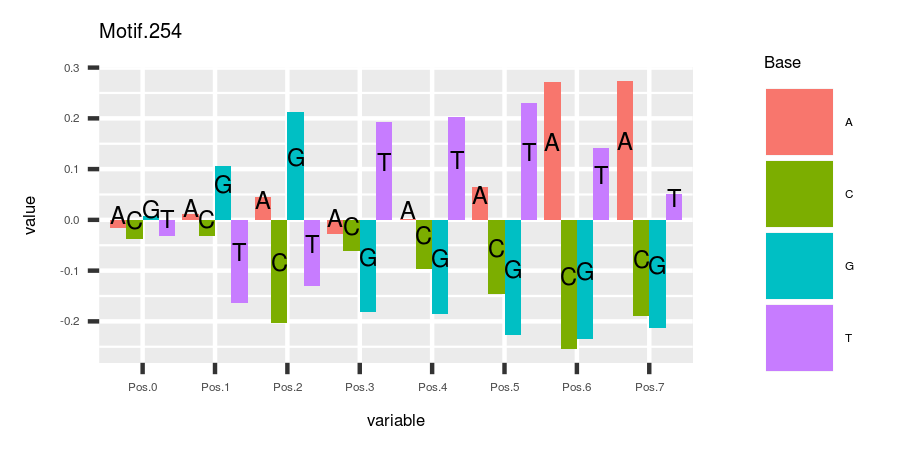 Motif.254
value
0.3
0.2
0.1
0.0
-0.1
-0.2
A C G T A C G T A C G T A C G T A C G T A C G T A C G T A C G T
Pos.0 Pos.1 Pos.2 Pos.3 Pos.4 Pos.5 Pos.6 Pos.7
variable
Base
A
C
G
T